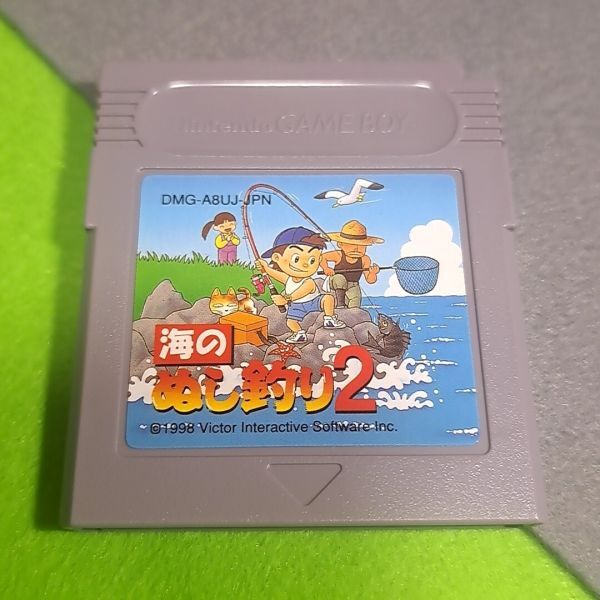 Nintendo GAME BOY
DMG-A8UJ-JPN
海の
ぬし釣り2
©1998 Victor Interactive Software Inc.